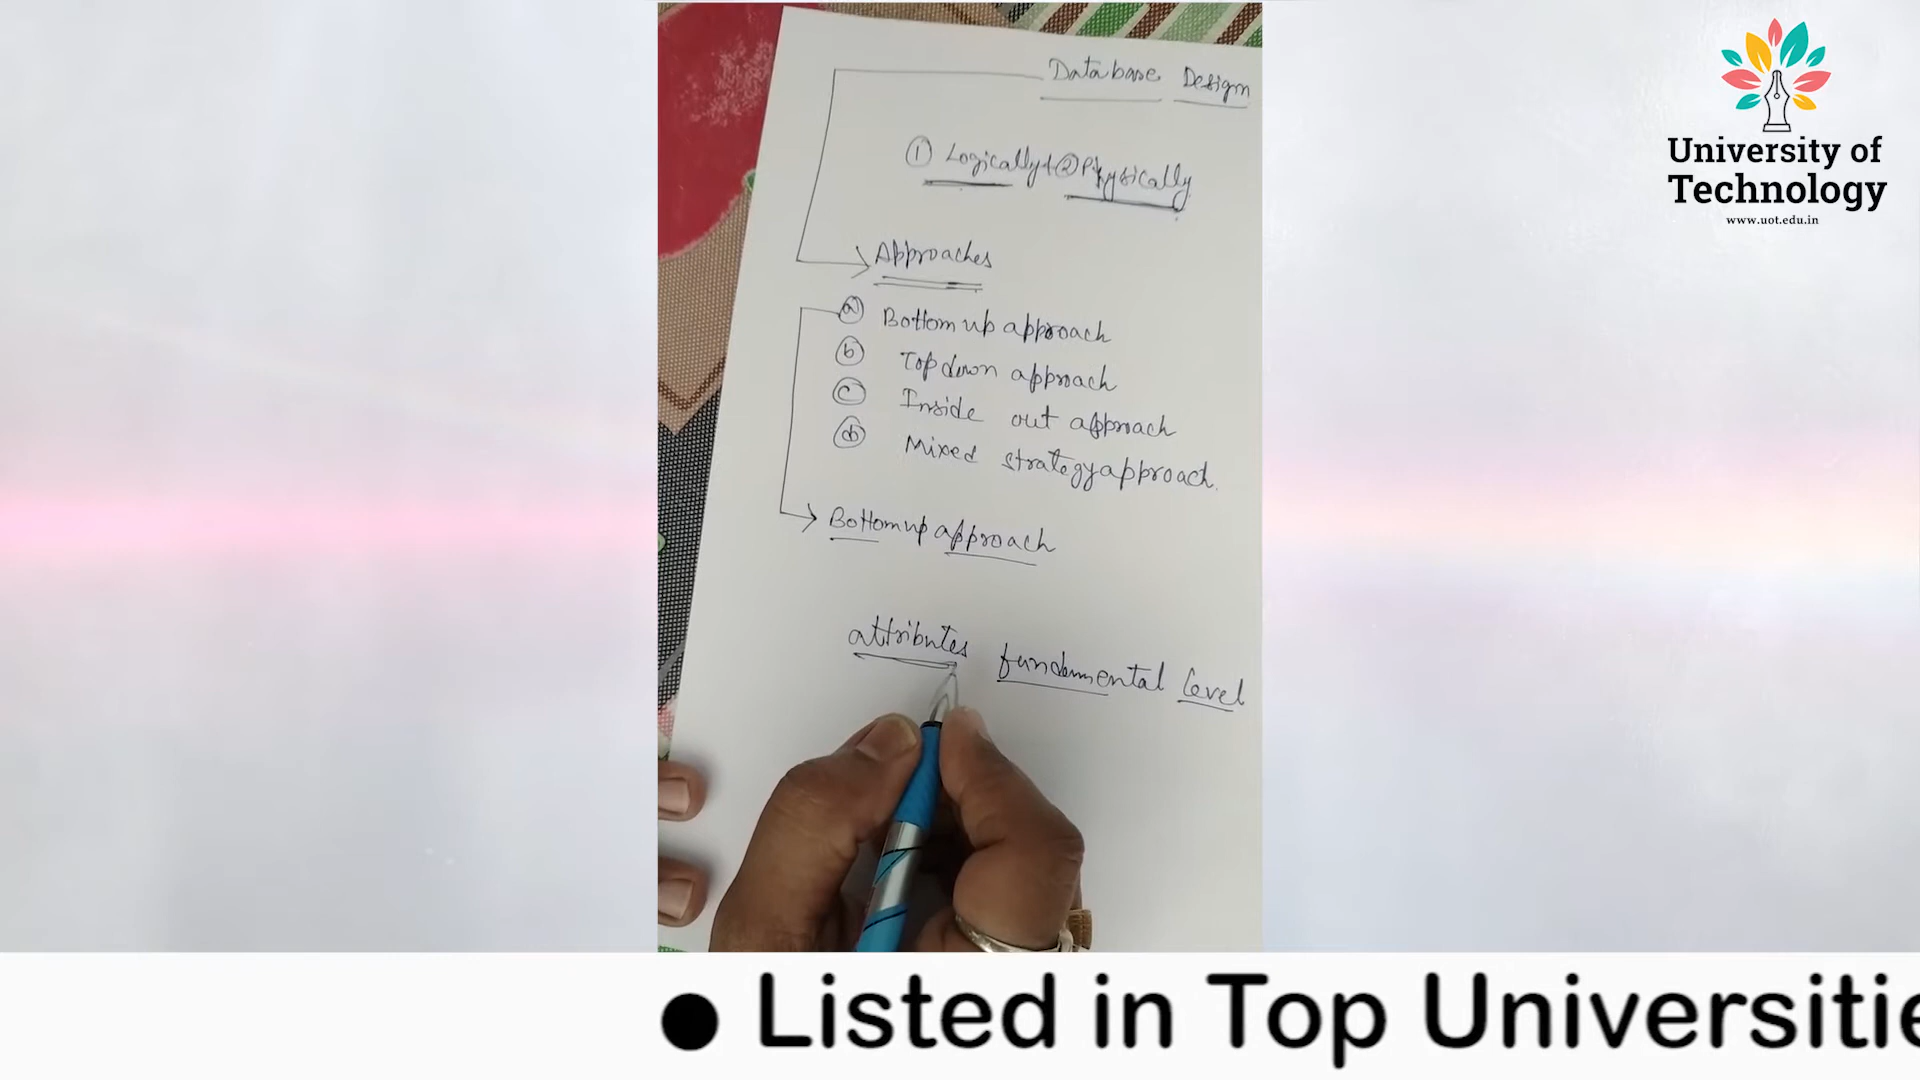 Database Design
① Logically + ② Physically
Approaches
ⓐ Bottom up approach
ⓑ Top down approach
ⓒ Inside out approach
ⓓ Mixed strategy approach.
Bottom up approach
attributes fundamental level
University of
Technology
www.uot.edu.in
• Listed in Top Universitie